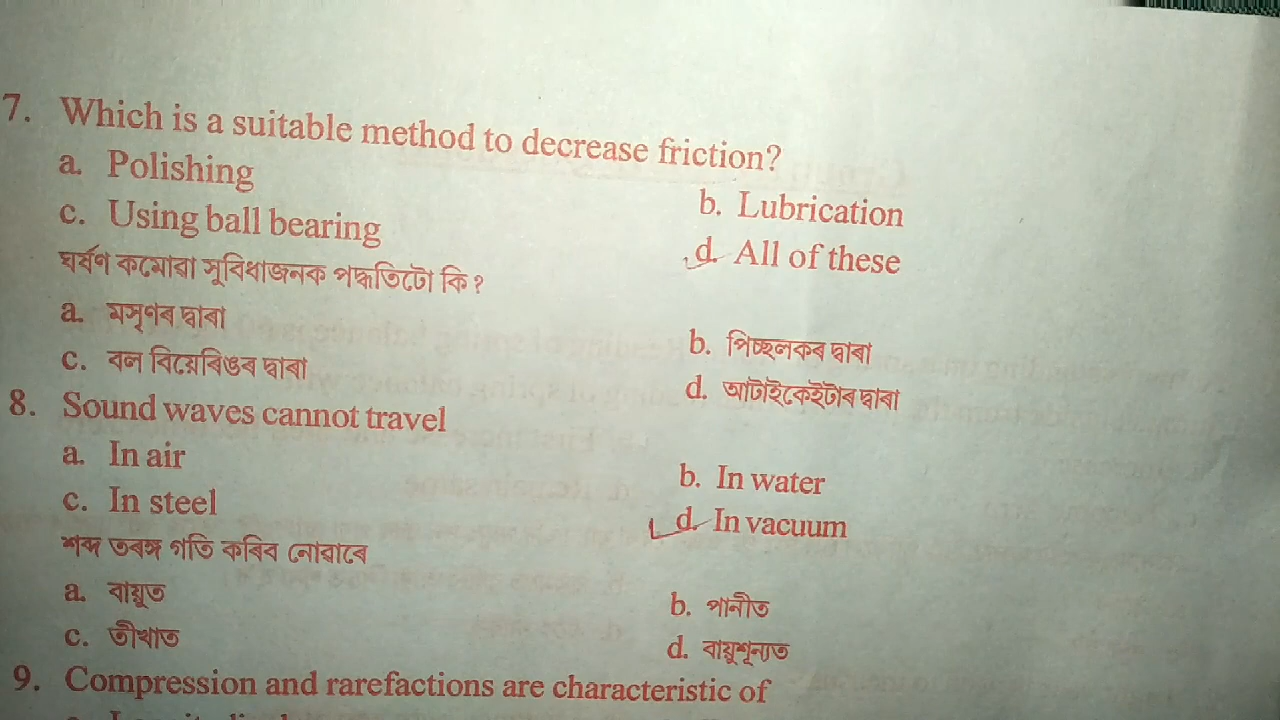 7. Which is a suitable method to decrease friction?
a. Polishing
b. Lubrication
c. Using ball bearing
d. All of these
ঘৰ্ষণ কমোৱা সুবিধাজনক পদ্ধতিটো কি ?
a. মসৃণৰ দ্বাৰা
b. পিচ্ছলকৰ দ্বাৰা
c. বল বিয়েৰিঙৰ দ্বাৰা
d. আটাইকেইটাৰ দ্বাৰা
8. Sound waves cannot travel
a. In air
b. In water
c. In steel
d. In vacuum
শব্দ তৰঙ্গ গতি কৰিব নোৱাৰে
a. বায়ুত
b. পানীত
c. তীখাত
d. বায়ুশূন্যত
9. Compression and rarefactions are characteristic of